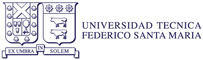 UNIVERSIDAD TECNICA
FEDERICO SANTA MARIA
EX UMBRA IN SOLEM